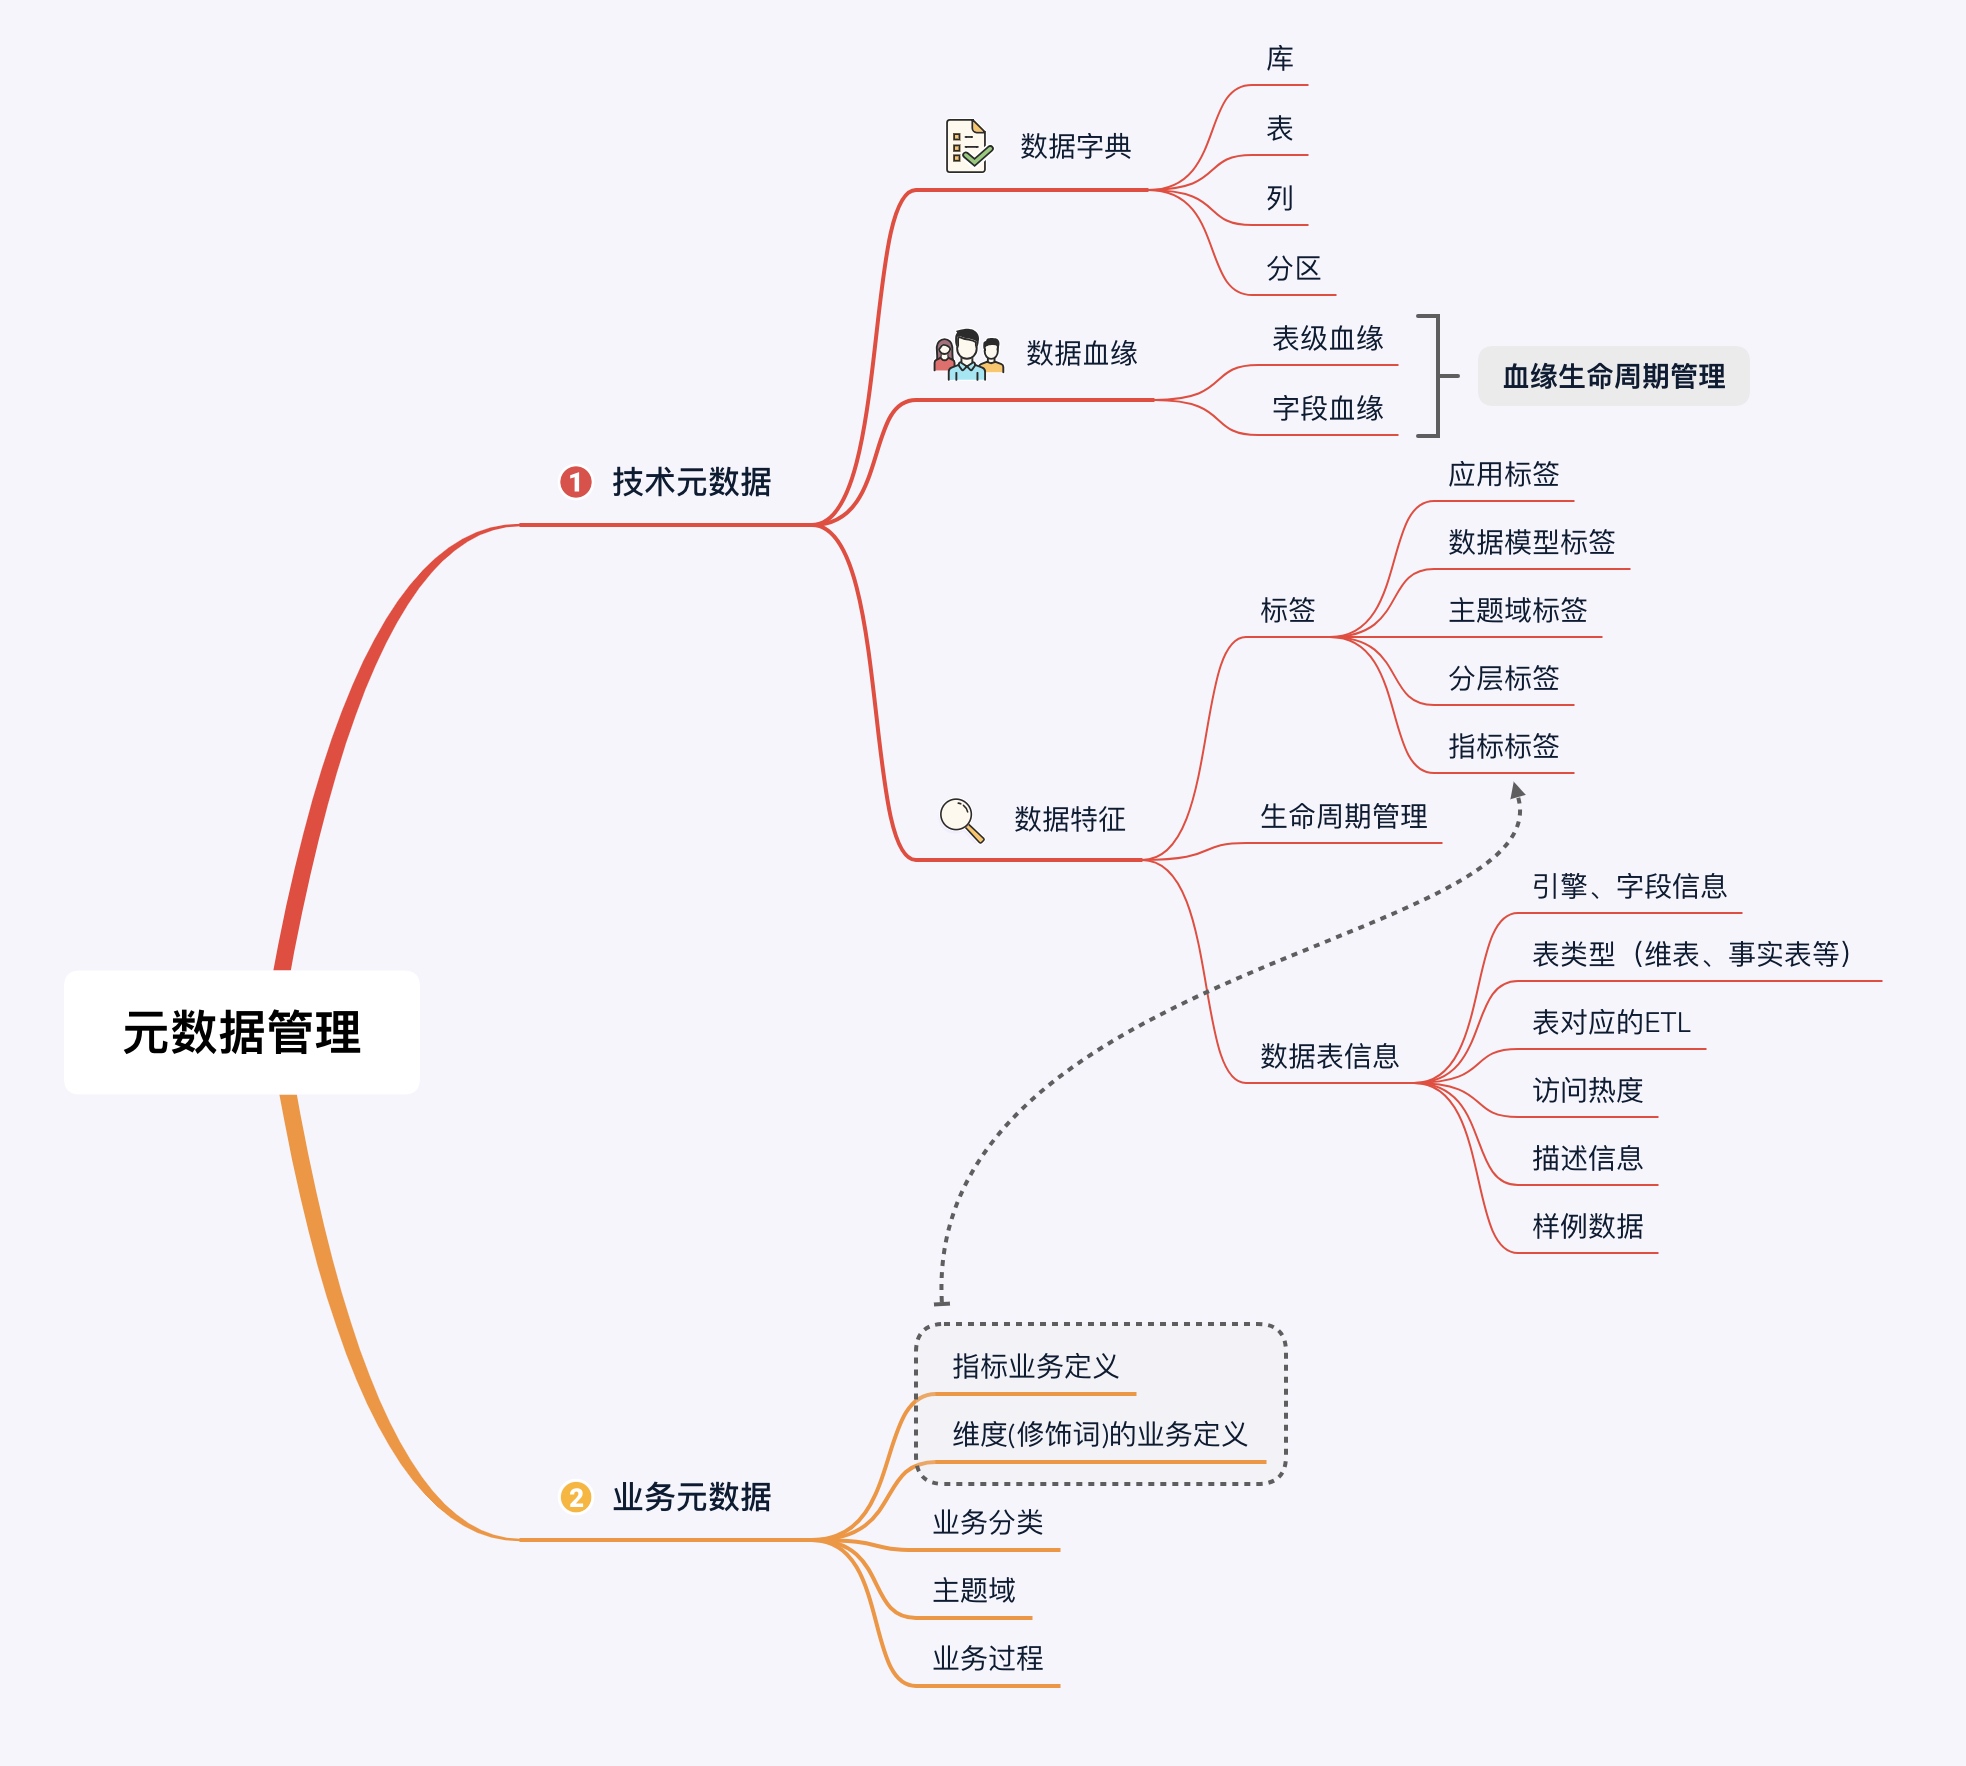 元数据管理
1 技术元数据
数据字典
库
表
列
分区
数据血缘
表级血缘
字段血缘
血缘生命周期管理
数据特征
标签
应用标签
数据模型标签
主题域标签
分层标签
指标标签
生命周期管理
数据表信息
引擎、字段信息
表类型（维表、事实表等）
表对应的ETL
访问热度
描述信息
样例数据
2 业务元数据
指标业务定义
维度(修饰词)的业务定义
业务分类
主题域
业务过程